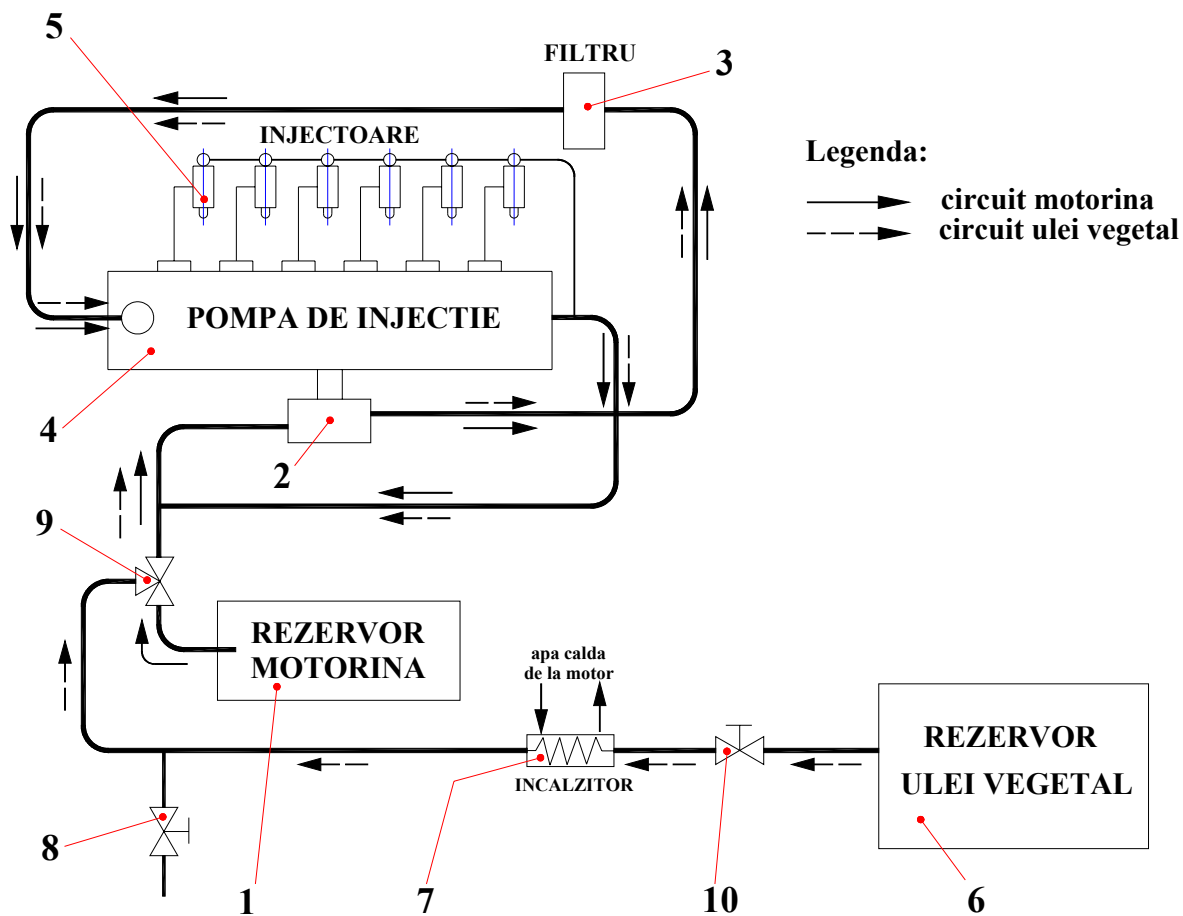 5
FILTRU
3
INJECTOARE
Legenda:
circuit motorina
circuit ulei vegetal
POMPA DE INJECTIE
4
2
9
REZERVOR
MOTORINA
apa calda
de la motor
REZERVOR
ULEI VEGETAL
INCALZITOR
8
1
7
10
6